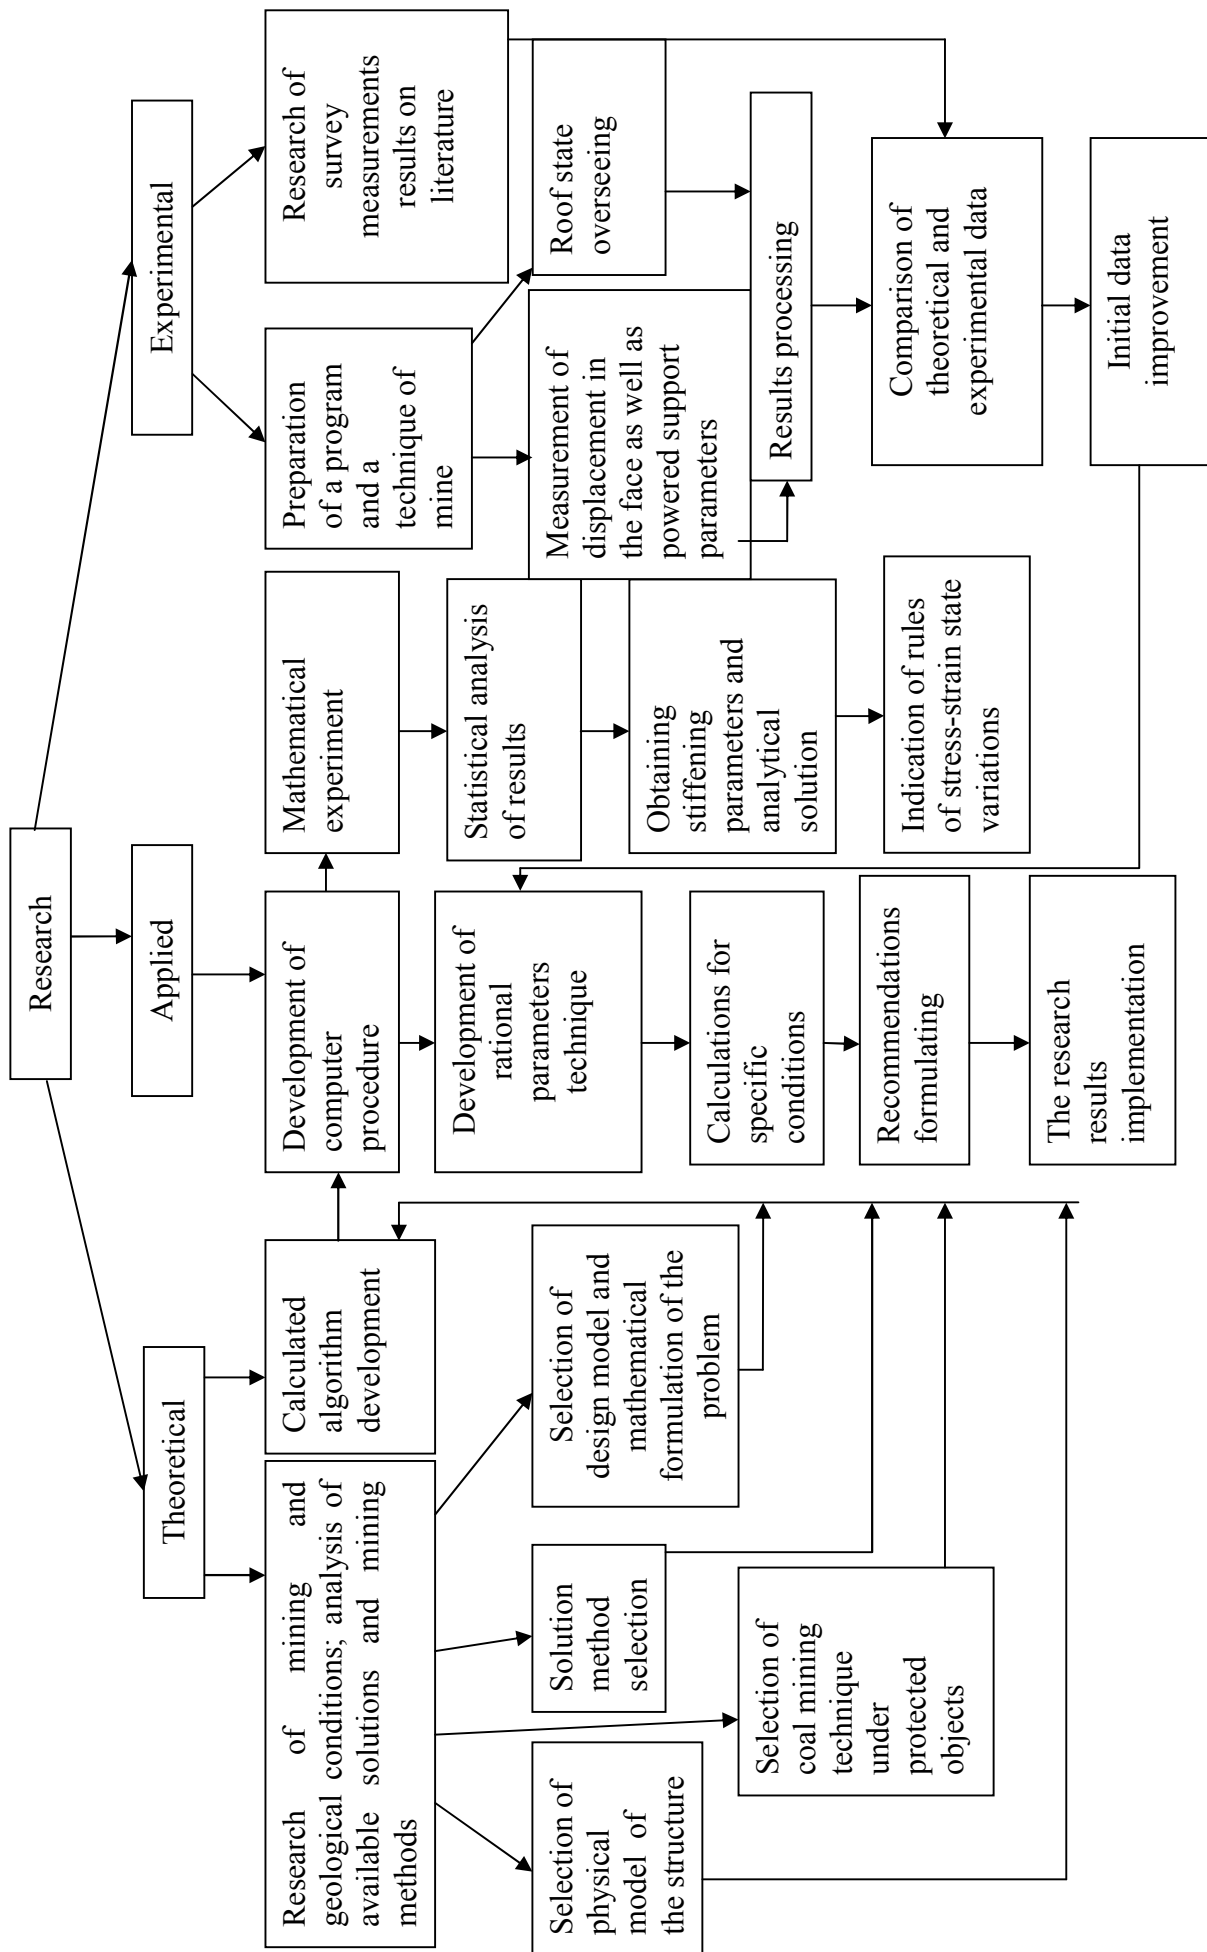 Research
Theoretical
Applied
Experimental
Research of mining and
geological conditions; analysis of
available solutions and mining
methods
Calculated
algorithm
development
Development of
computer
procedure
Mathematical
experiment
Preparation
of a program
and a
technique of
mine
Research of
survey
measurements
results on
literature
Selection of
physical
model of
the structure
Solution
method
selection
Selection of
design model and
mathematical
formulation of the
problem
Development of
rational
parameters
technique
Statistical analysis
of results
Measurement of
displacement in
the face as well as
powered support
parameters
Roof state
overseeing
Selection of
coal mining
technique
under
protected
objects
Calculations for
specific
conditions
Obtaining
stiffening
parameters and
analytical
solution
Results processing
Recommendations
formulating
Indication of rules
of stress-strain state
variations
Comparison of
theoretical and
experimental data
The research
results
implementation
Initial data
improvement